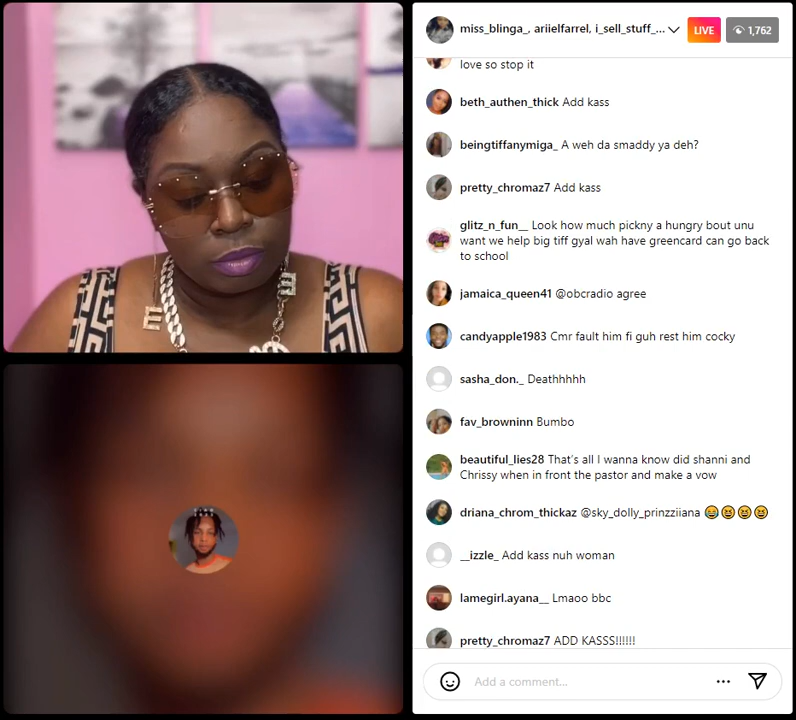 miss_blinga_, ariielfarrel, i_sell_stuff_...
LIVE
1,762
love so stop it
beth_authen_thick Add kass
beingtiffanymiga_ A weh da smaddy ya deh?
pretty_chromaz7 Add kass
glitz_n_fun__ Look how much pickny a hungry bout unu
want we help big tiff gyal wah have greencard can go back
to school
jamaica_queen41 @obcradio agree
candyapple1983 Cmr fault him fi guh rest him cocky
sasha_don._ Deathhhhh
fav_browninn Bumbo
beautiful_lies28 That's all I wanna know did shanni and
Chrissy when in front the pastor and make a vow
driana_chrom_thickaz @sky_dolly_prinzziiana 😂😆😆😆
__izzle_ Add kass nuh woman
lamegirl.ayana__ Lmaoo bbc
pretty_chromaz7 ADD KASSS!!!!!!
Add a comment...
E